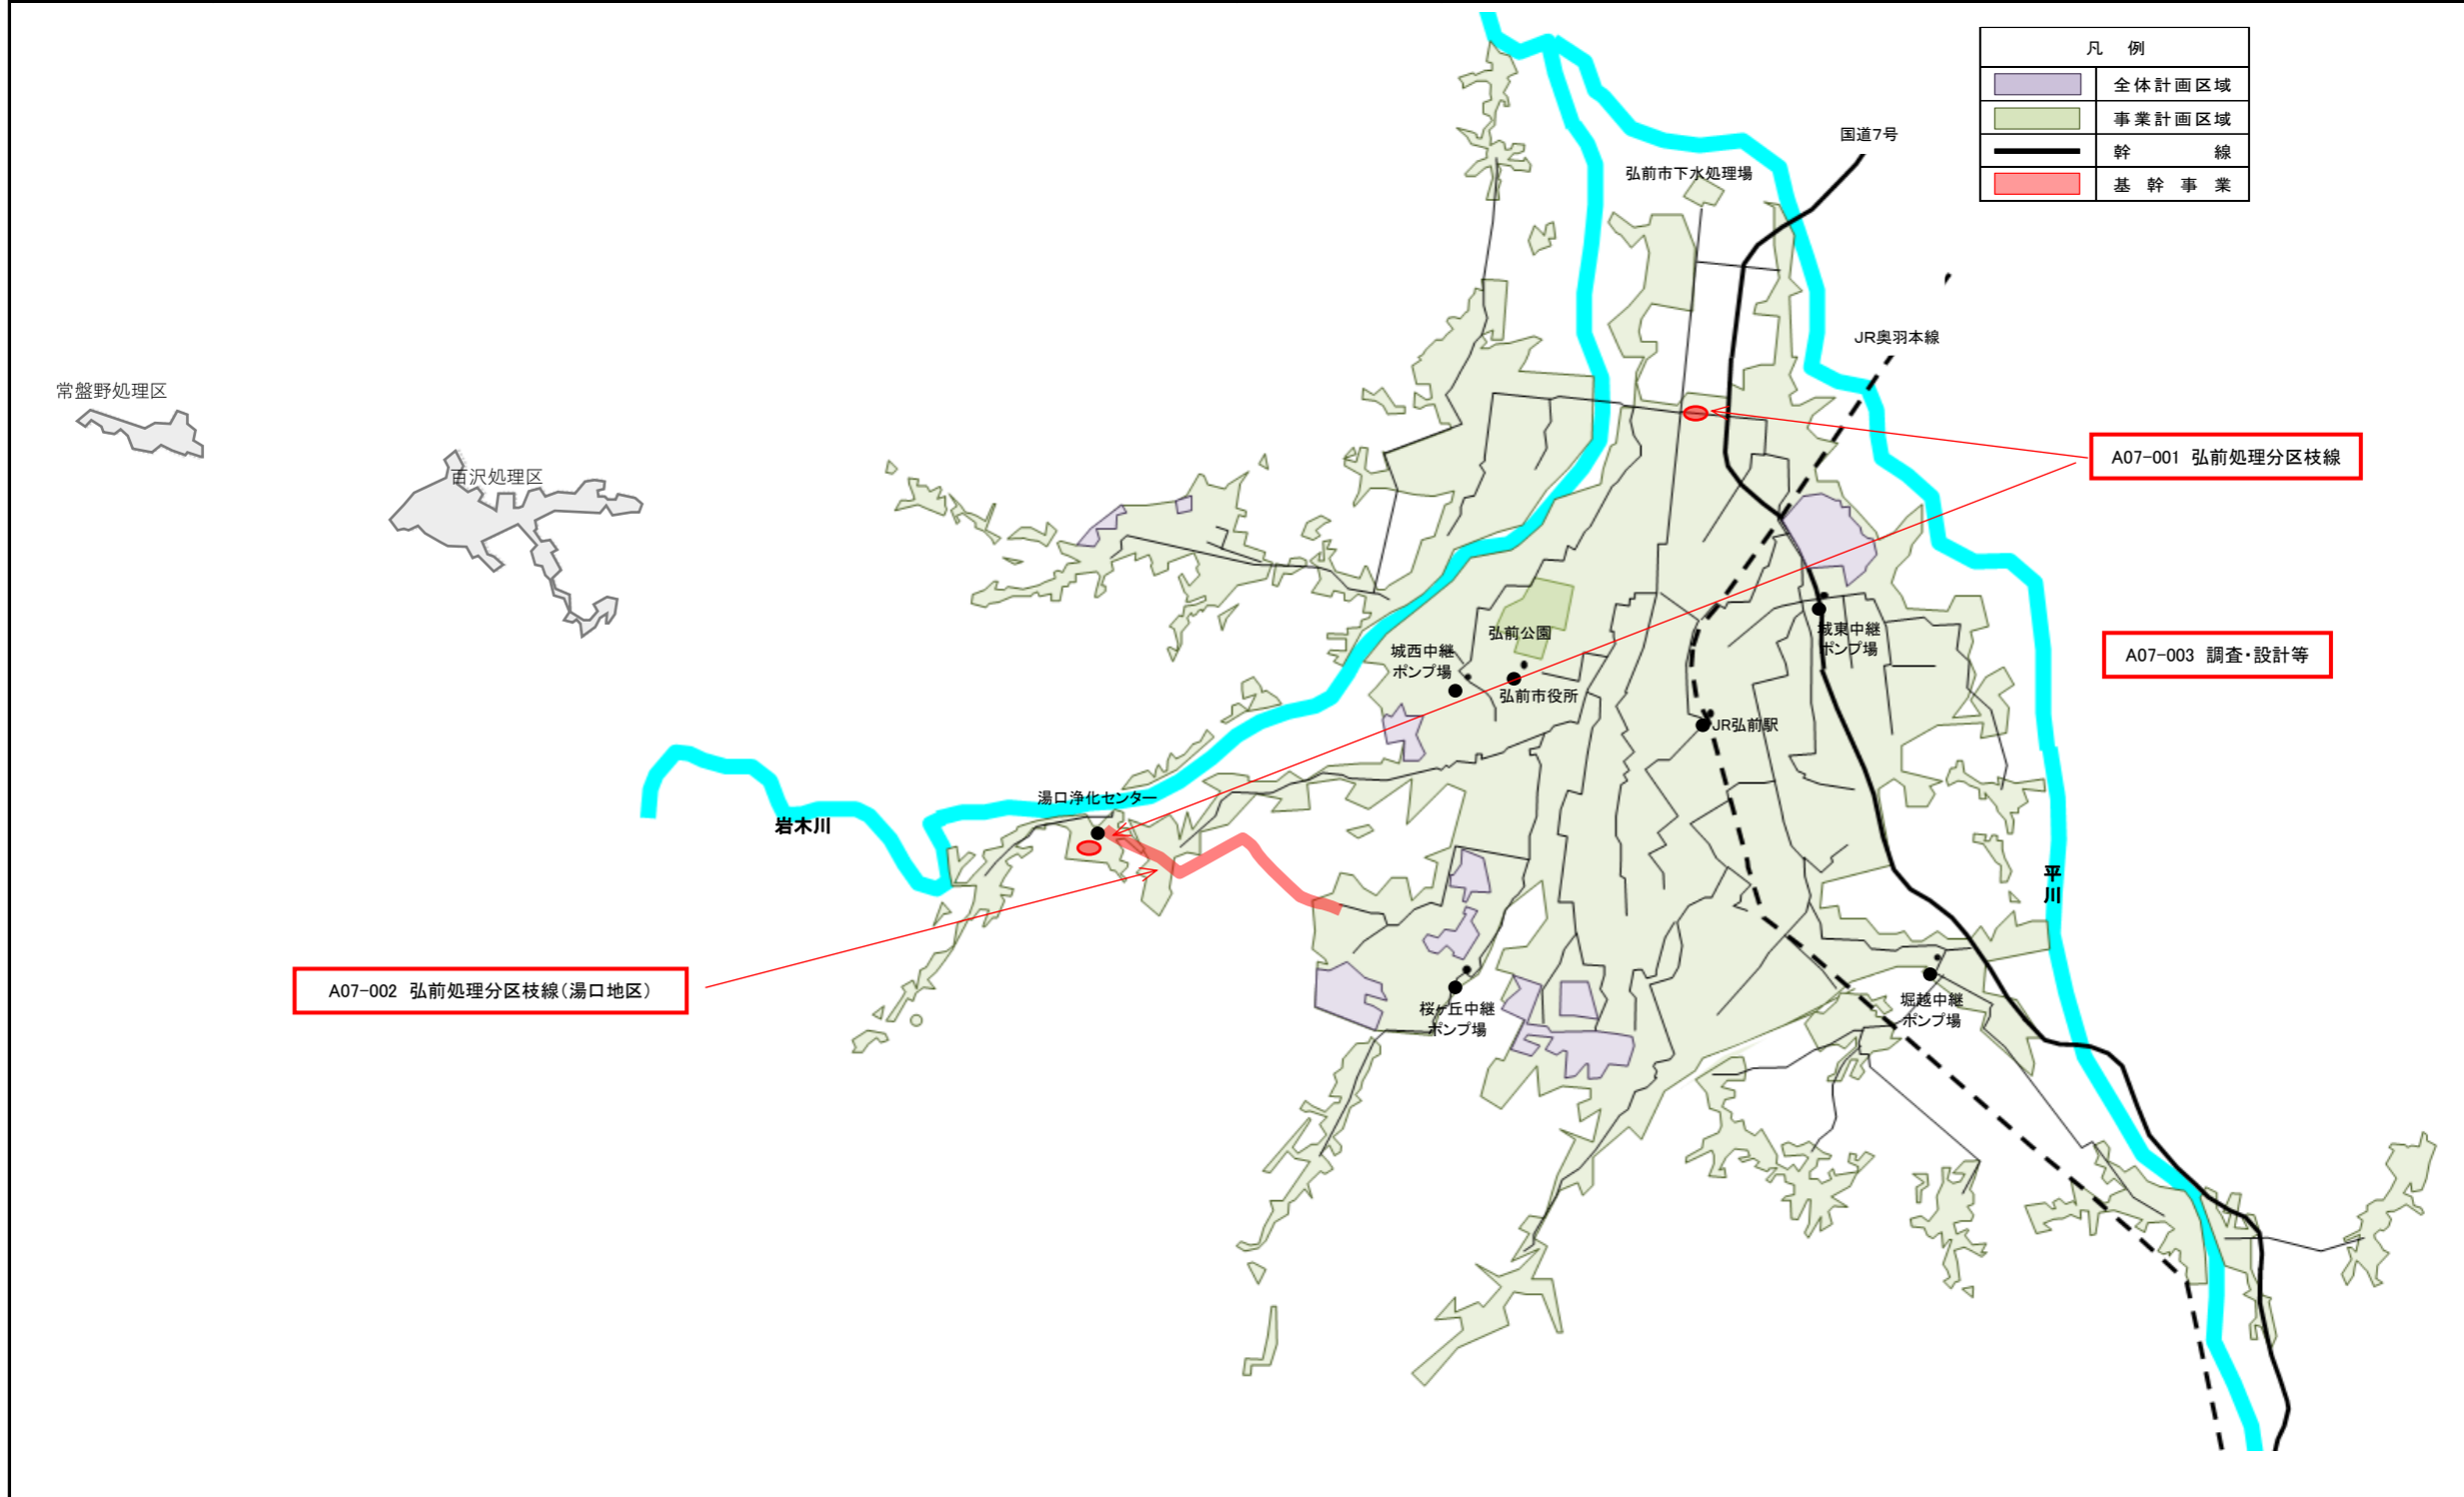 凡 例
全体計画区域
事業計画区域
幹 線
基 幹 事 業
国道7号
弘前市下水処理場
JR奥羽本線
常盤野処理区
百沢処理区
A07-001 弘前処理分区枝線
弘前公園
城西中継
ポンプ場
城東中継
ポンプ場
A07-003 調査・設計等
弘前市役所
JR弘前駅
湯口浄化センター
岩木川
平
川
A07-002 弘前処理分区枝線(湯口地区)
桜ヶ丘中継
ポンプ場
堀越中継
ポンプ場